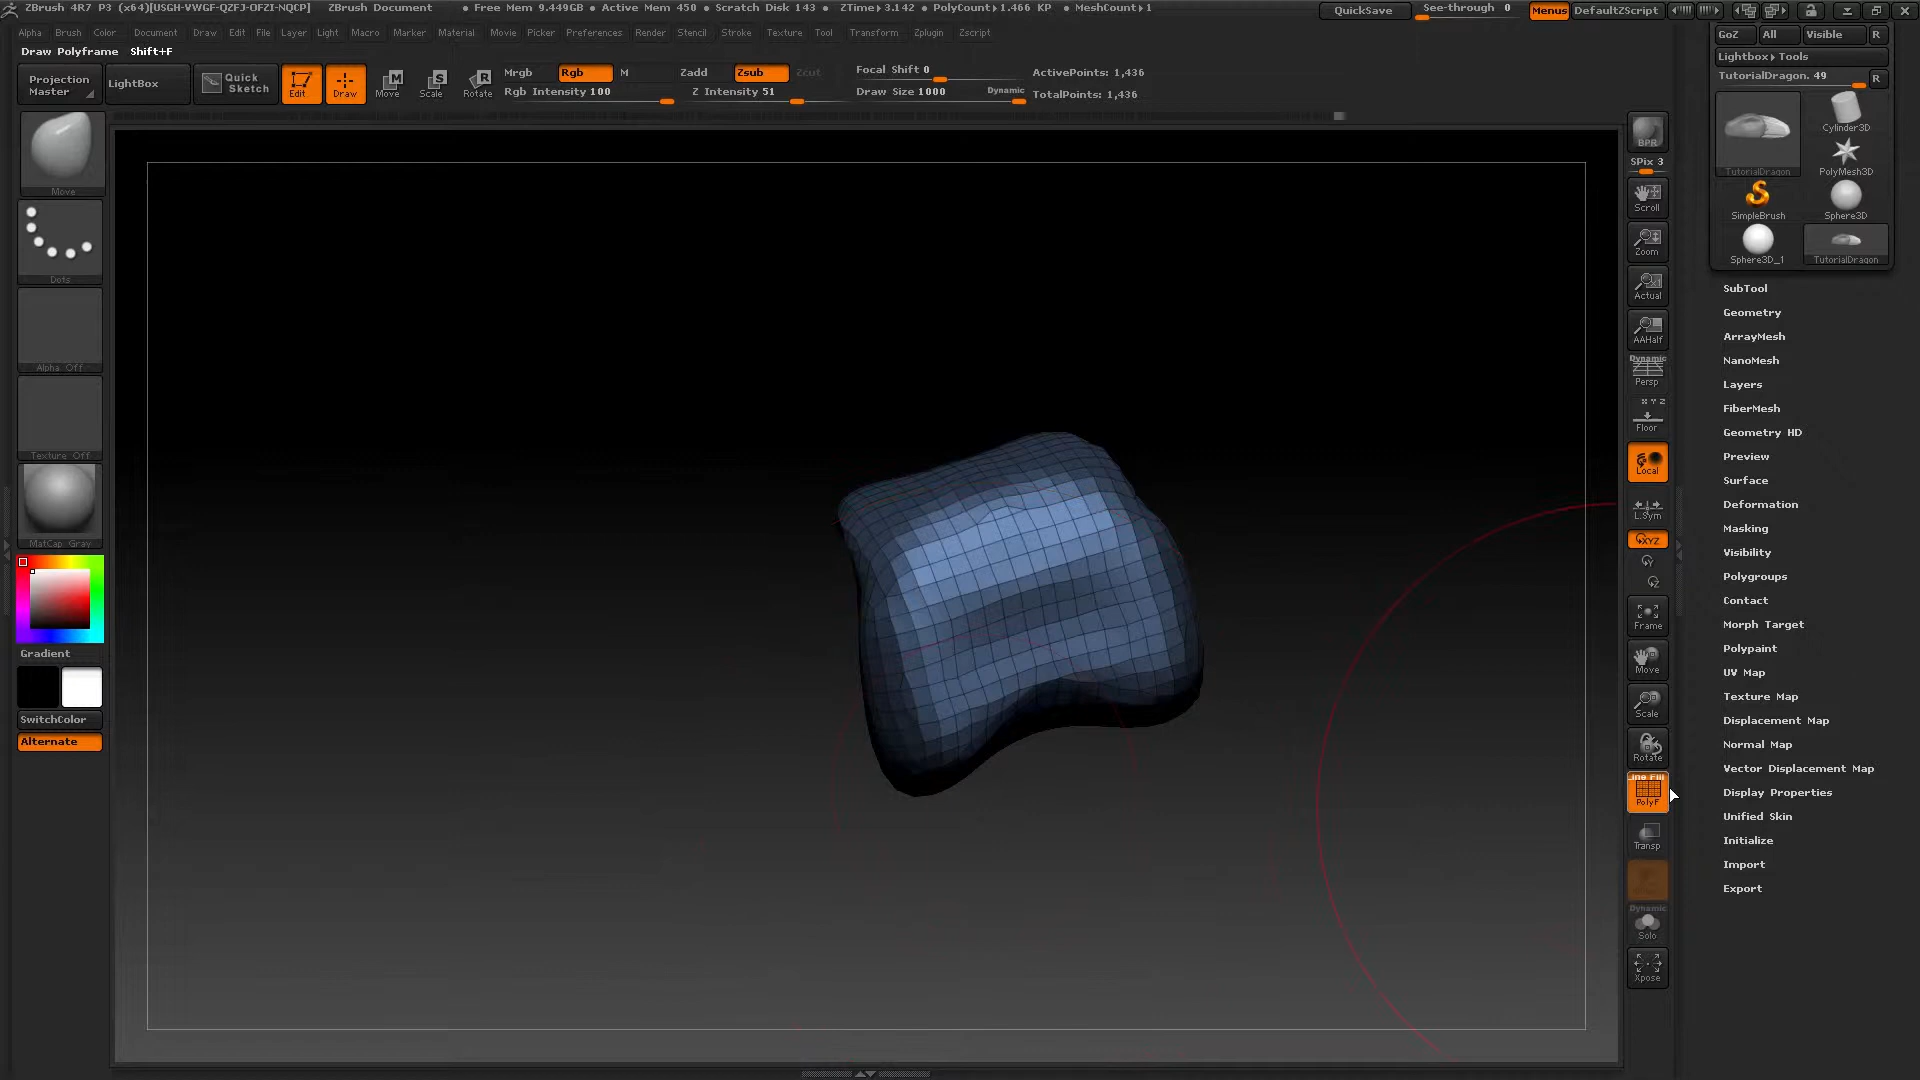 ZBrush 4R7 P3 (x64)[USGH-VWGF-QZFJ-OFZI-NQCP] ZBrush Document • Free Mem 9.449GB • Active Mem 450 • Scratch Disk 143 • ZTime▸3.142 • PolyCount▸1.466 KP • MeshCount▸1 QuickSave See-through 0 Menus DefaultZScript
Alpha Brush Color Document Draw Edit File Layer Light Macro Marker Material Movie Picker Preferences Render Stencil Stroke Texture Tool Transform Zplugin Zscript
Draw Polyframe Shift+F
Projection Master
LightBox
Quick Sketch
Edit
Draw
Move
Scale
Rotate
Mrgb Rgb M
Rgb Intensity 100
Zadd Zsub Zcut
Z Intensity 51
Focal Shift 0
Draw Size 1000
Dynamic
ActivePoints: 1,436
TotalPoints: 1,436
Move
Dots
Alpha Off
Texture Off
MatCap Gray
Gradient
SwitchColor
Alternate
BPR
SPix 3
Scroll
Zoom
Actual
AAHalf
Dynamic
Persp
X Y Z
Floor
Local
L.Sym
XYZ
Y
Z
Frame
Move
Scale
Rotate
PolyF
Transp
Dynamic
Solo
Xpose
GoZ All Visible R
Lightbox▸Tools
TutorialDragon. 49 R
TutorialDragon
Cylinder3D
PolyMesh3D
SimpleBrush
Sphere3D
Sphere3D_1
TutorialDragon
SubTool
Geometry
ArrayMesh
NanoMesh
Layers
FiberMesh
Geometry HD
Preview
Surface
Deformation
Masking
Visibility
Polygroups
Contact
Morph Target
Polypaint
UV Map
Texture Map
Displacement Map
Normal Map
Vector Displacement Map
Display Properties
Unified Skin
Initialize
Import
Export